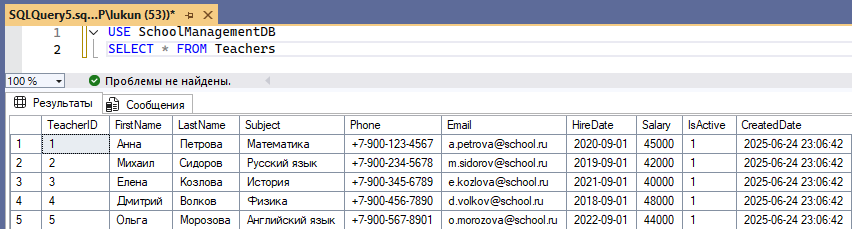 SQLQuery5.sq...P\lukun (53))*
1 USE SchoolManagementDB
2 SELECT * FROM Teachers
100 % Проблемы не найдены.
Результаты Сообщения
TeacherID FirstName LastName Subject Phone Email HireDate Salary IsActive CreatedDate
1 1 Анна Петрова Математика +7-900-123-4567 a.petrova@school.ru 2020-09-01 45000 1 2025-06-24 23:06:42
2 2 Михаил Сидоров Русский язык +7-900-234-5678 m.sidorov@school.ru 2019-09-01 42000 1 2025-06-24 23:06:42
3 3 Елена Козлова История +7-900-345-6789 e.kozlova@school.ru 2021-09-01 40000 1 2025-06-24 23:06:42
4 4 Дмитрий Волков Физика +7-900-456-7890 d.volkov@school.ru 2018-09-01 48000 1 2025-06-24 23:06:42
5 5 Ольга Морозова Английский язык +7-900-567-8901 o.morozova@school.ru 2022-09-01 44000 1 2025-06-24 23:06:42